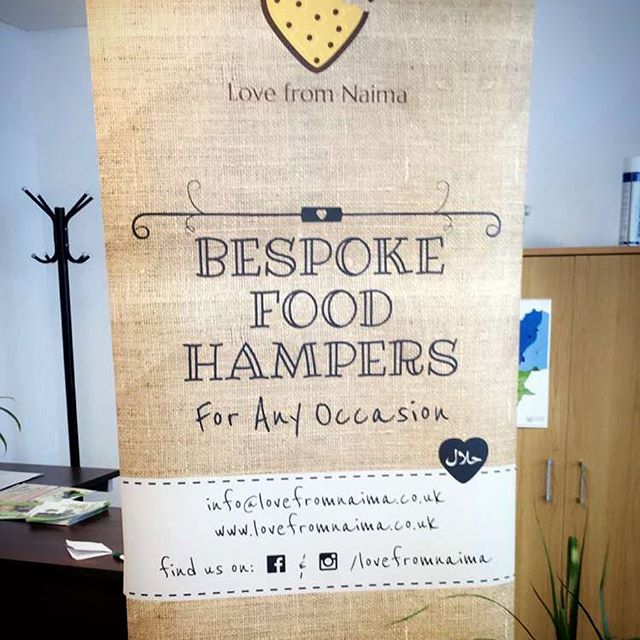 Love from Naima
BESPOKE
FOOD
HAMPERS
For Any Occasion
حلال
info@lovefromnaima.co.uk
www.lovefromnaima.co.uk
find us on: & /lovefromnaima